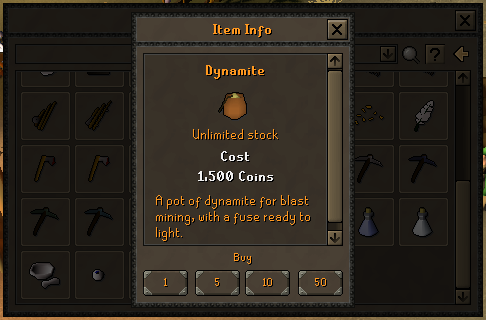 Item Info
Dynamite
Unlimited stock
Cost
1,500 Coins
A pot of dynamite for blast
mining, with a fuse ready to
light.
Buy
1 5 10 50
?